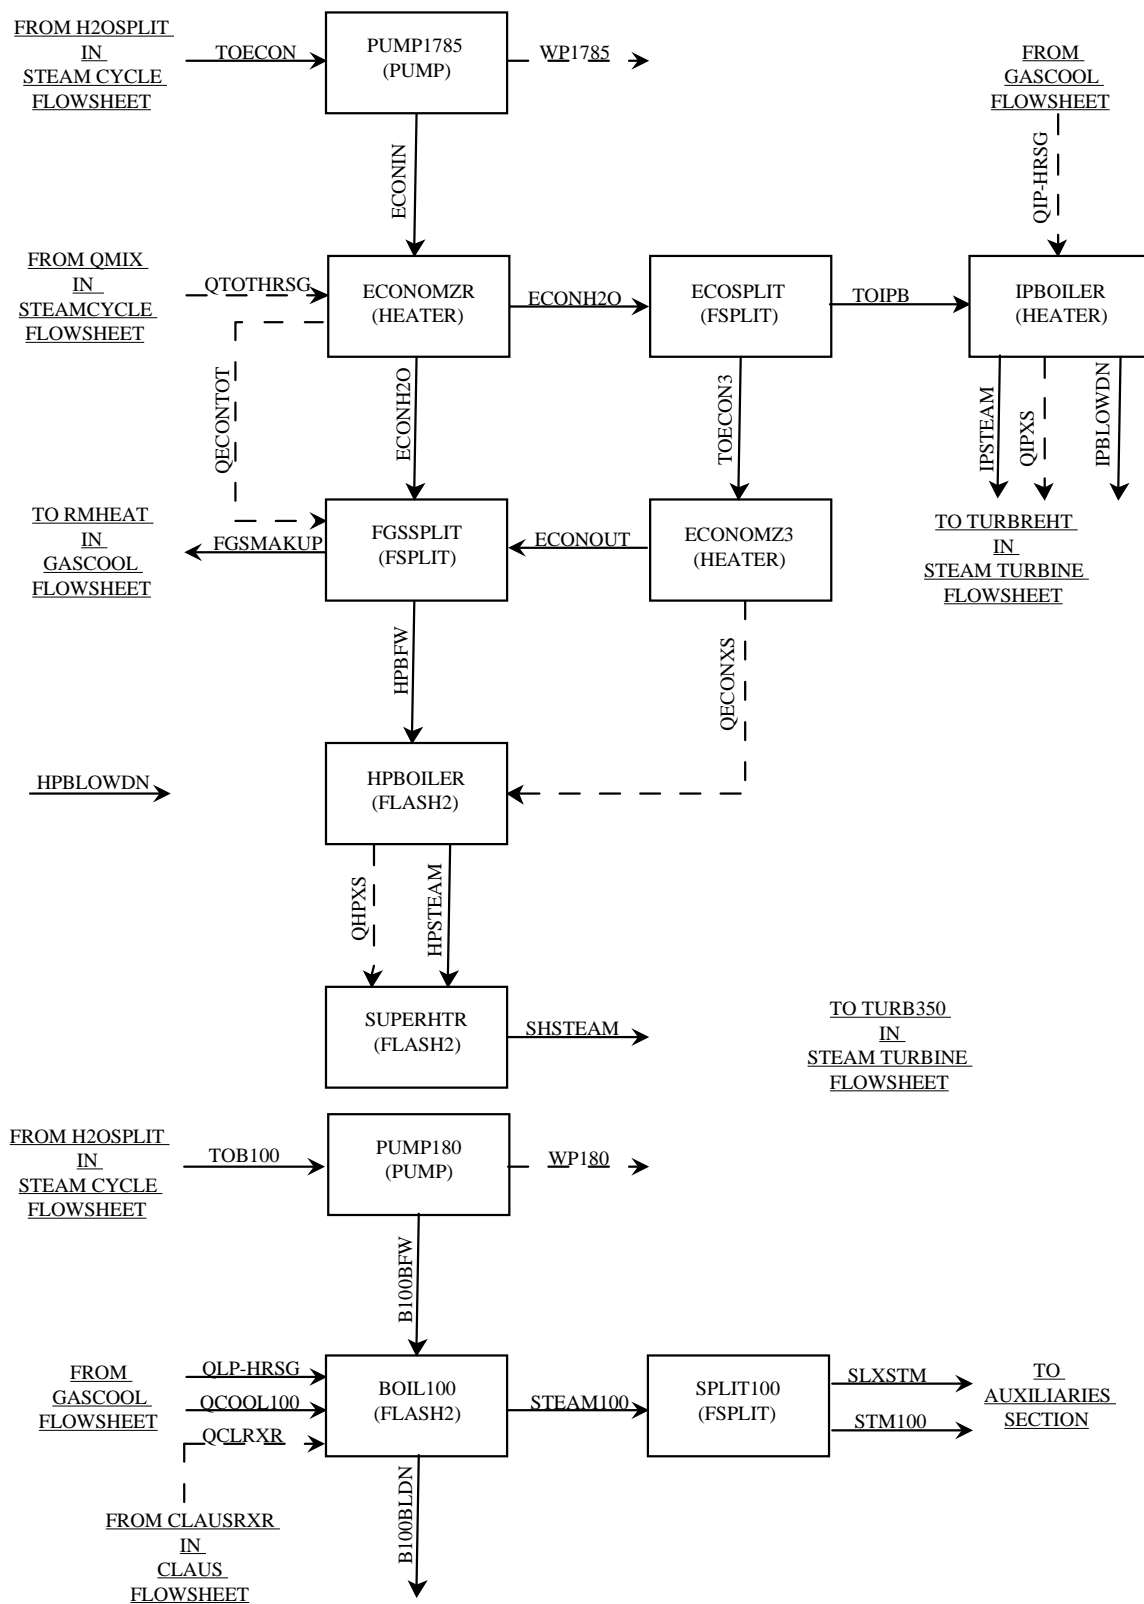 FROM H2OSPLIT
IN
STEAM CYCLE
FLOWSHEET
TOECON
PUMP1785
(PUMP)
WP1785
FROM
GASCOOL
FLOWSHEET
ECONIN
QIP-HRSG
FROM QMIX
IN
STEAMCYCLE
FLOWSHEET
QTOTHRSG
ECONOMZR
(HEATER)
ECONH2O
ECOSPLIT
(FSPLIT)
TOIPB
IPBOILER
(HEATER)
QECONTOT
ECONH2O
TOECON3
IPSTEAM
QIPXS
IPBLOWDN
TO RMHEAT
IN
GASCOOL
FLOWSHEET
FGSMAKUP
FGSSPLIT
(FSPLIT)
ECONOUT
ECONOMZ3
(HEATER)
TO TURBREHT
IN
STEAM TURBINE
FLOWSHEET
HPBFW
QECONXS
HPBLOWDN
HPBOILER
(FLASH2)
QHPXS
HPSTEAM
SUPERHTR
(FLASH2)
SHSTEAM
TO TURB350
IN
STEAM TURBINE
FLOWSHEET
FROM H2OSPLIT
IN
STEAM CYCLE
FLOWSHEET
TOB100
PUMP180
(PUMP)
WP180
B100BFW
FROM
GASCOOL
FLOWSHEET
QLP-HRSG
QCOOL100
QCLRXR
BOIL100
(FLASH2)
STEAM100
SPLIT100
(FSPLIT)
SLXSTM
STM100
TO
AUXILIARIES
SECTION
B100BLDN
FROM CLAUSRXR
IN
CLAUS
FLOWSHEET